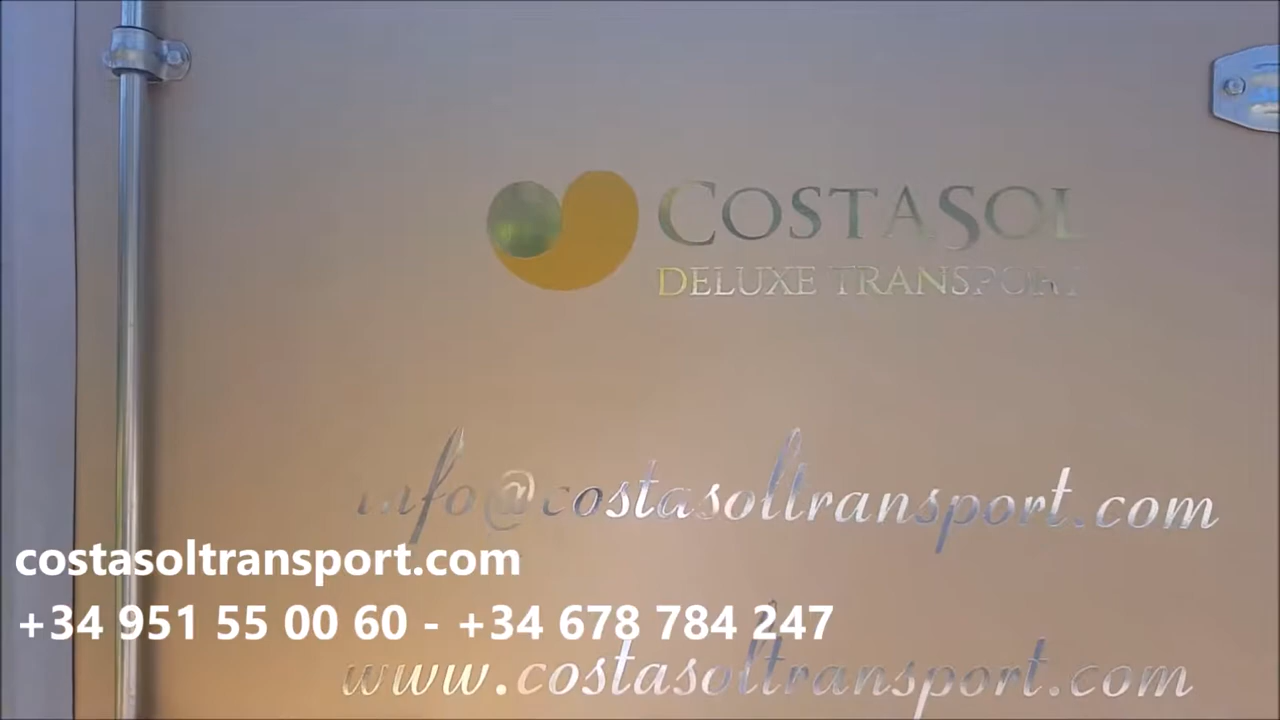 COSTASOL
DELUXE TRANSPORT
info@costasoltransport.com
costasoltransport.com
+34 951 55 00 60 - +34 678 784 247
www.costasoltransport.com